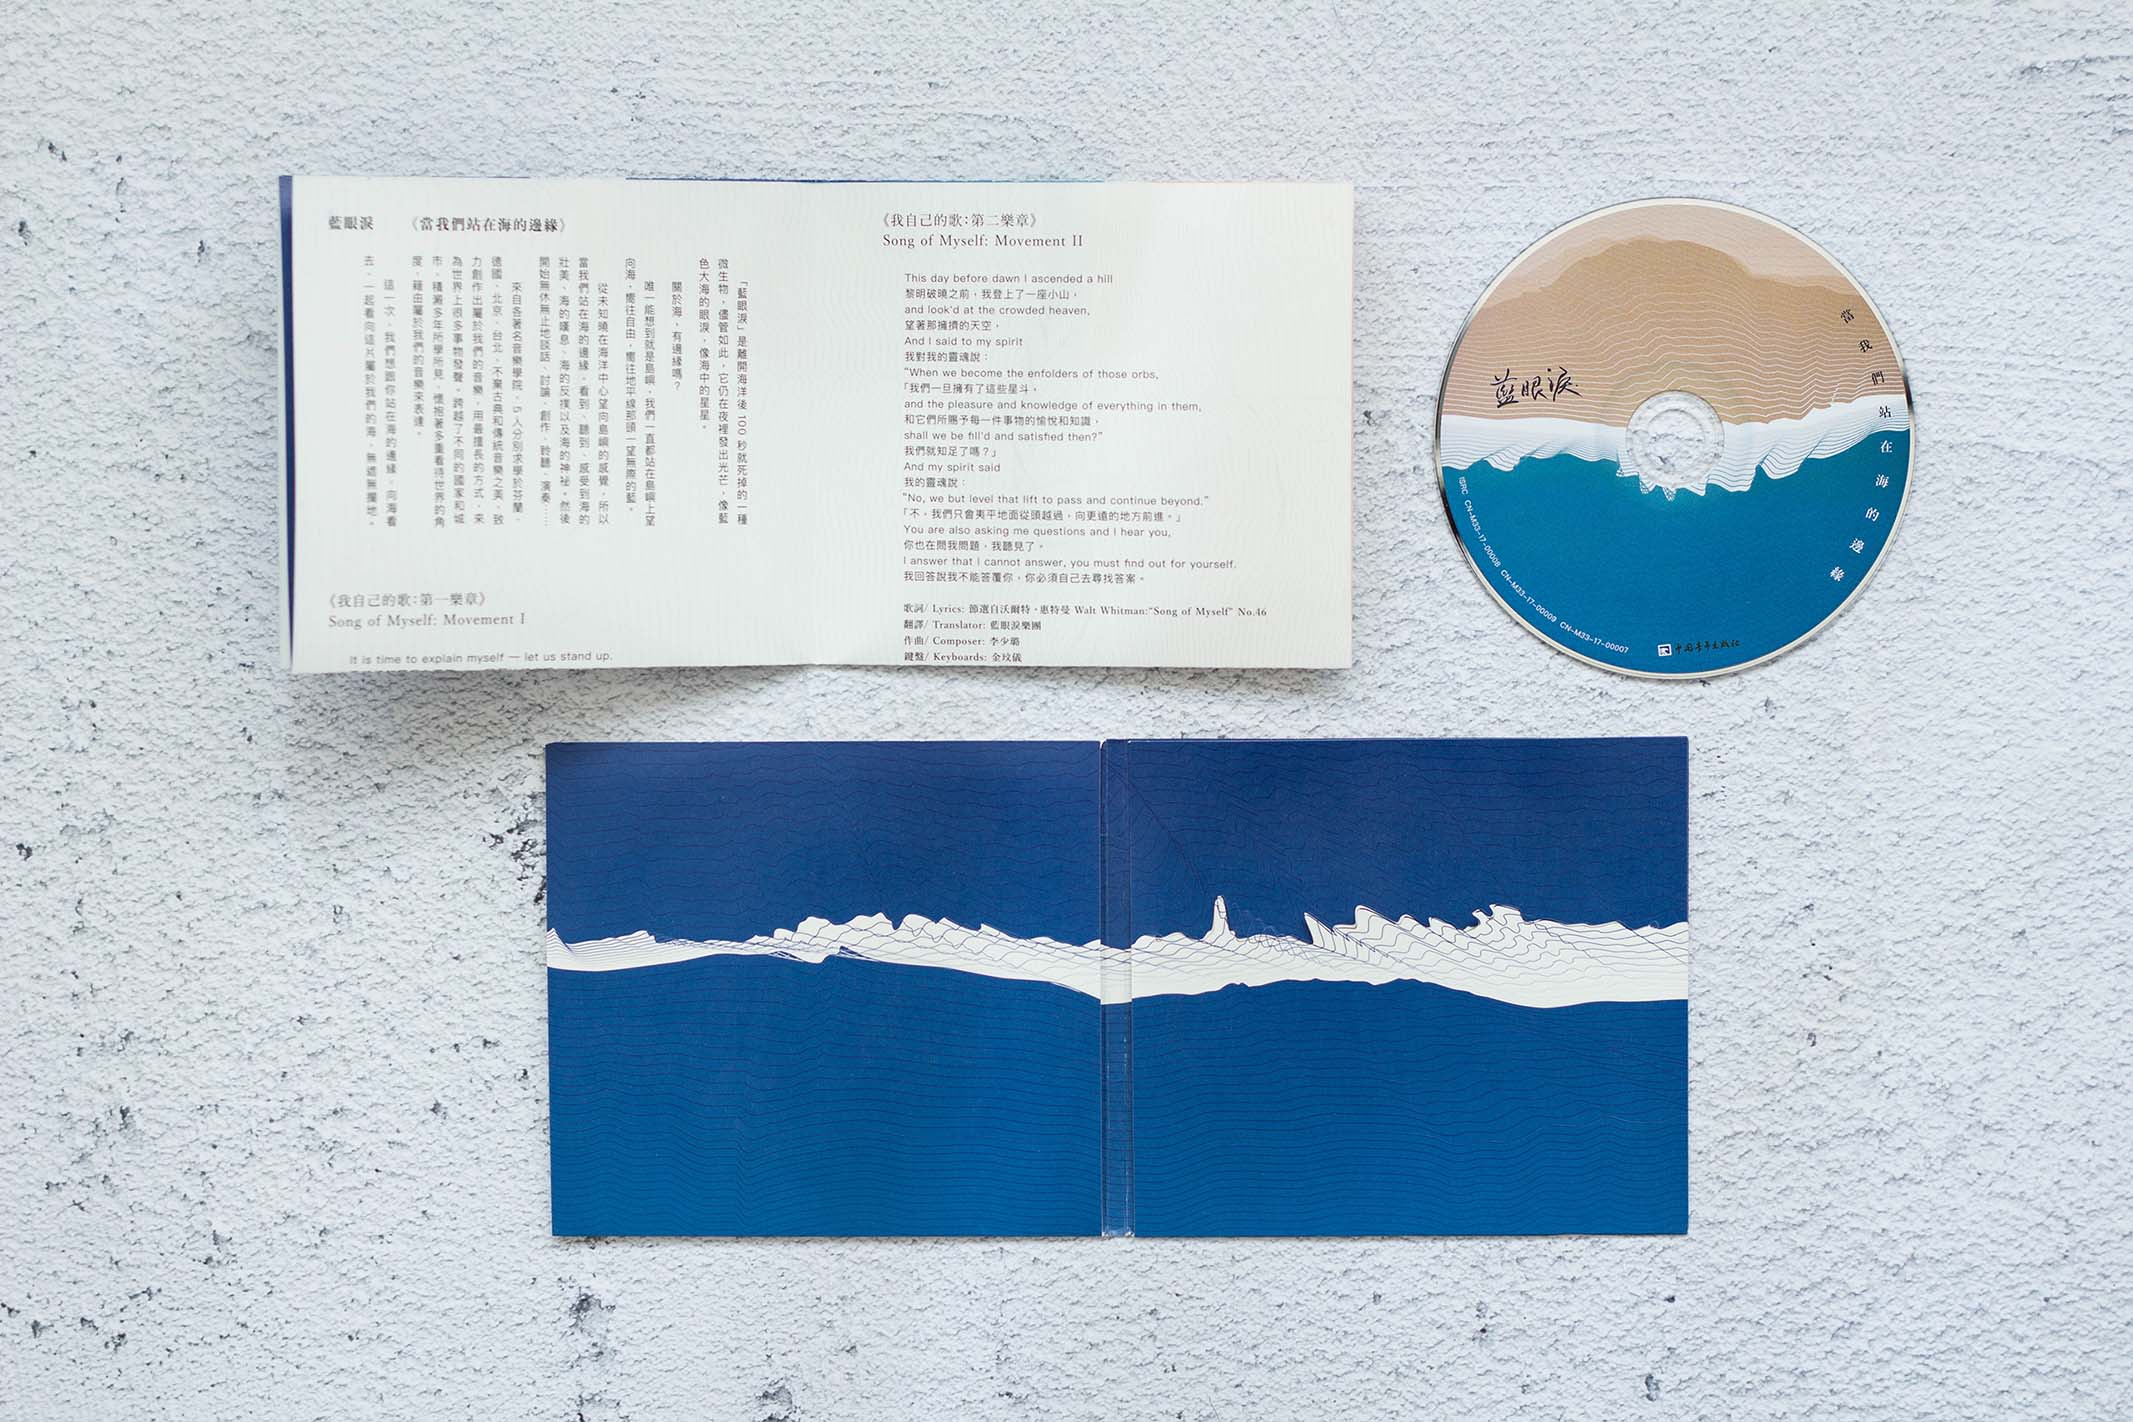 藍眼淚 《當我們站在海的邊緣》
「藍眼淚」是離開海洋後 100 秒就死掉的一種
微生物，儘管如此，它仍在夜裡發出光芒，像藍
色大海的眼淚，像海中的星星。
關於海，有邊緣嗎？
唯一能想到就是島嶼，我們一直都站在島嶼上望
向海，嚮往自由，嚮往地平線那頭一望無際的藍。
從未知曉在海洋中心望向島嶼的感覺，所以
當我們站在海的邊緣，看到、聽到、感受到海的
壯美、海的嘆息、海的反撲以及海的神祕。然後
開始無休無止地談話、討論、創作、聆聽、演奏……
來自各著名音樂學院，5 人分別求學於芬蘭、
德國、北京、台北，不棄古典和傳統音樂之美，致
力創作出屬於我們的音樂，用最擅長的方式，來
為世界上很多事物發聲。跨越了不同的國家和城
市，積澱多年所學所見，懷抱著多重看待世界的角
度，藉由屬於我們的音樂來表達。
這一次，我們想跟你站在海的邊緣，向海看
去，一起看向這片屬於我們的海，無遮無攔地。
《我自己的歌：第一樂章》
Song of Myself: Movement I
It is time to explain myself — let us stand up.
《我自己的歌：第二樂章》
Song of Myself: Movement II
This day before dawn I ascended a hill
黎明破曉之前，我登上了一座小山，
and look'd at the crowded heaven,
望著那擁擠的天空，
And I said to my spirit
我對我的靈魂說：
“When we become the enfolders of those orbs,
「我們一旦擁有了這些星斗，
and the pleasure and knowledge of everything in them,
和它們所賜予每一件事物的愉悅和知識，
shall we be fill'd and satisfied then?”
我們就知足了嗎？」
And my spirit said
我的靈魂說：
“No, we but level that lift to pass and continue beyond.”
「不，我們只會夷平地面從頭越過，向更遠的地方前進。」
You are also asking me questions and I hear you,
你也在問我問題，我聽見了。
I answer that I cannot answer, you must find out for yourself.
我回答說我不能答覆你，你必須自己去尋找答案。
歌詞/ Lyrics: 節選自沃爾特・惠特曼 Walt Whitman:“Song of Myself” No.46
翻譯/ Translator: 藍眼淚樂團
作曲/ Composer: 李少璐
鍵盤/ Keyboards: 金玟儀
藍眼淚
當我們站在海的邊緣
ISRC CN-M33-17-00008 CN-M33-17-00009 CN-M33-17-00007
中国青年出版社